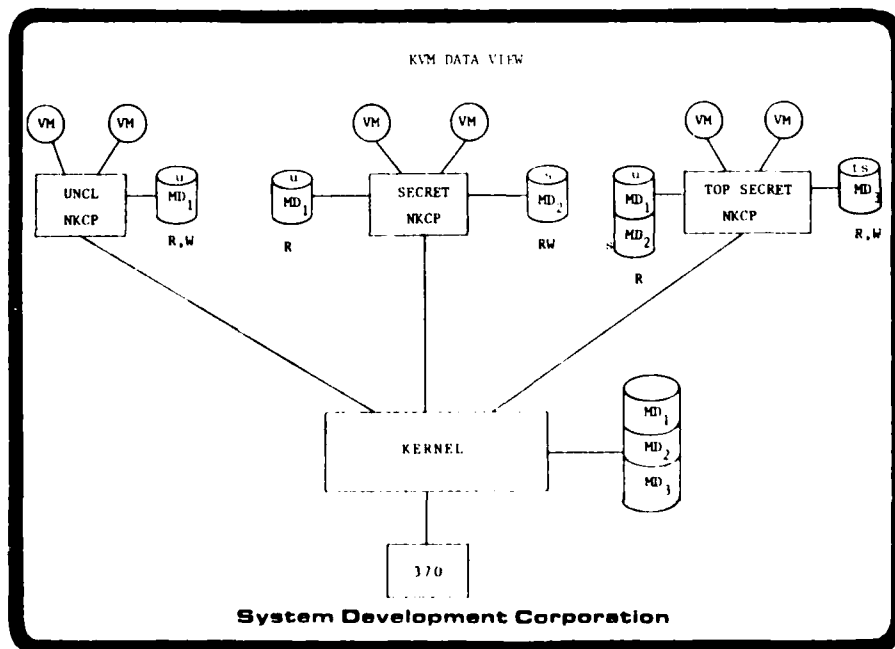 KVM DATA VIEW
VM VM VM VM VM VM
u u s u ts
UNCL
NKCP
MD1
R,W
MD1
R
SECRET
NKCP
MD2
RW
MD1
s MD2
R
TOP SECRET
NKCP
MD3
R,W
KERNEL
MD1
MD2
MD3
370
System Development Corporation